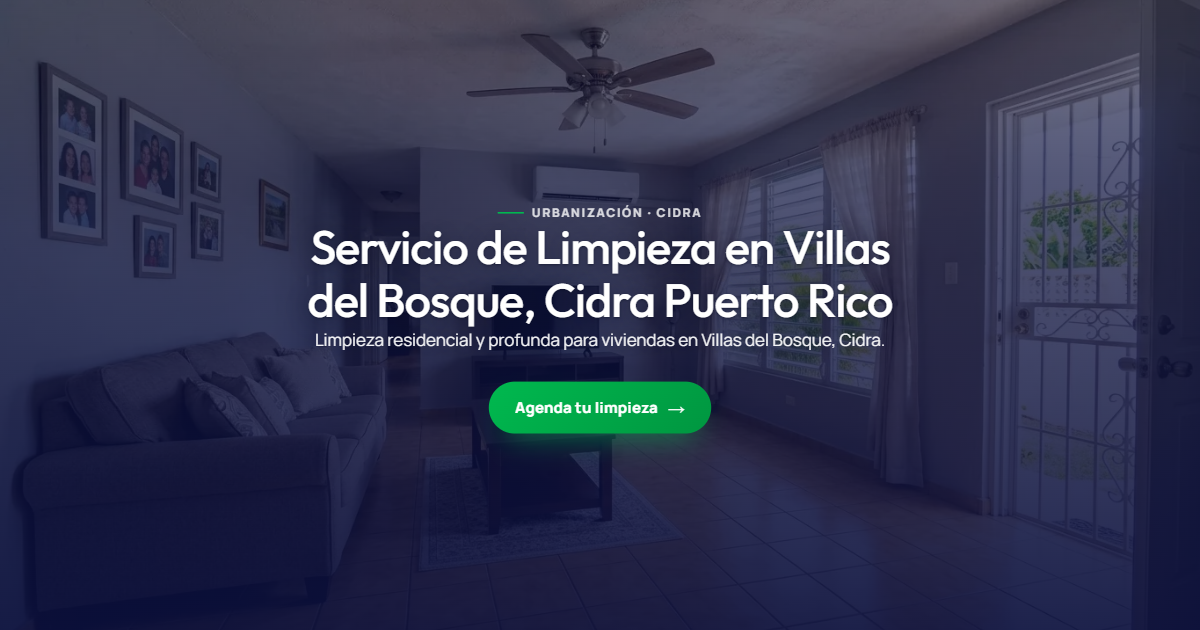 URBANIZACIÓN · CIDRA
Servicio de Limpieza en Villas
del Bosque, Cidra Puerto Rico
Limpieza residencial y profunda para viviendas en Villas del Bosque, Cidra.
Agenda tu limpieza →